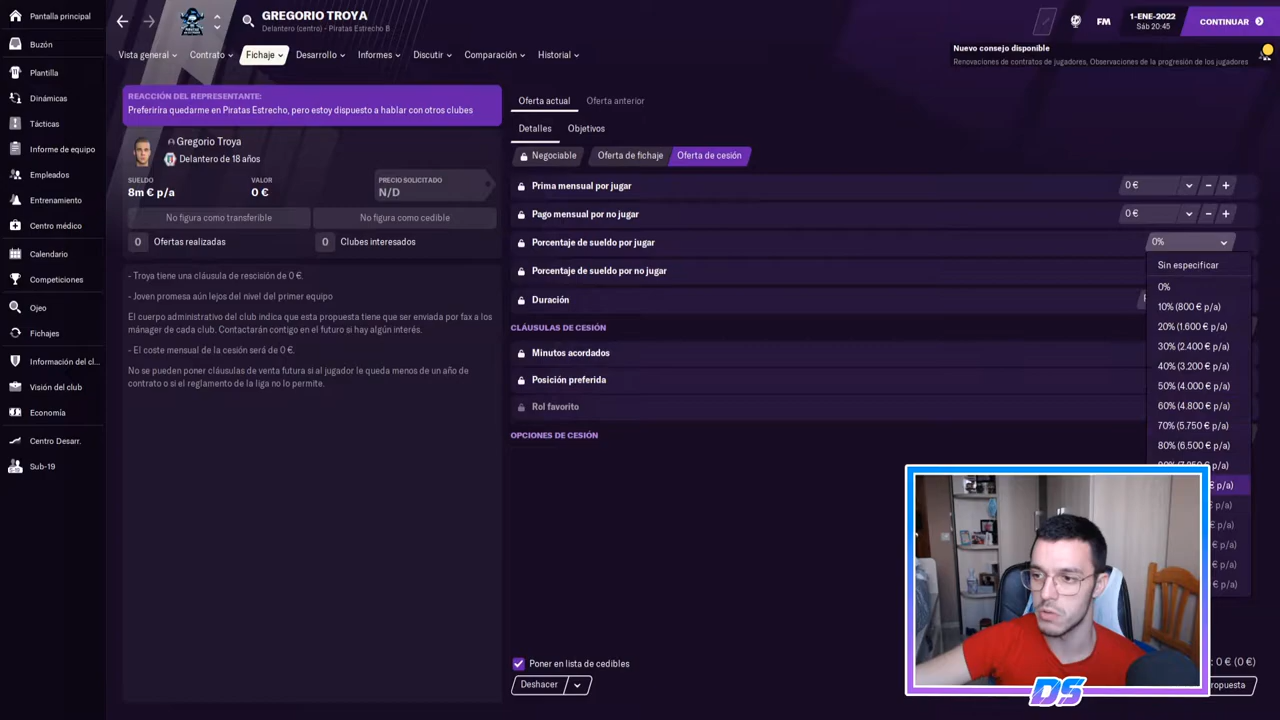 Pantalla principal
Buzón
Plantilla
Dinámicas
Tácticas
Informe de equipo
Empleados
Entrenamiento
Centro médico
Calendario
Competiciones
Ojeo
Fichajes
Información del cl...
Visión del club
Economía
Centro Desarr.
Sub-19
GREGORIO TROYA
Delantero (centro) - Piratas Estrecho B
FM
1-ENE-2022
Sáb 20:45
CONTINUAR
Nuevo consejo disponible
Renovaciones de contratos de jugadores, Observaciones de la progresión de los jugadores
Vista general
Contrato
Fichaje
Desarrollo
Informes
Discutir
Comparación
Historial
REACCIÓN DEL REPRESENTANTE:
Preferirira quedarme en Piratas Estrecho, pero estoy dispuesto a hablar con otros clubes
Gregorio Troya
Delantero de 18 años
SUELDO
8m € p/a
VALOR
0 €
PRECIO SOLICITADO
N/D
No figura como transferible
No figura como cedible
0 Ofertas realizadas
0 Clubes interesados
- Troya tiene una cláusula de rescisión de 0 €.
- Joven promesa aún lejos del nivel del primer equipo
El cuerpo administrativo del club indica que esta propuesta tiene que ser enviada por fax a los
mánager de cada club. Contactarán contigo en el futuro si hay algún interés.
- El coste mensual de la cesión será de 0 €.
No se pueden poner cláusulas de venta futura si al jugador le queda menos de un año de
contrato o si el reglamento de la liga no lo permite.
Oferta actual
Oferta anterior
Detalles
Objetivos
Negociable
Oferta de fichaje
Oferta de cesión
Prima mensual por jugar
0 €
Pago mensual por no jugar
0 €
Porcentaje de sueldo por jugar
0%
Porcentaje de sueldo por no jugar
Duración
CLÁUSULAS DE CESIÓN
Minutos acordados
Posición preferida
Rol favorito
OPCIONES DE CESIÓN
Sin especificar
0%
10% (800 € p/a)
20% (1.600 € p/a)
30% (2.400 € p/a)
40% (3.200 € p/a)
50% (4.000 € p/a)
60% (4.800 € p/a)
70% (5.750 € p/a)
80% (6.500 € p/a)
€ p/a)
€ p/a)
€ p/a)
€ p/a)
€ p/a)
€ p/a)
€ p/a)
Poner en lista de cedibles
Deshacer
: 0 € (0 €)
ropuesta
DS